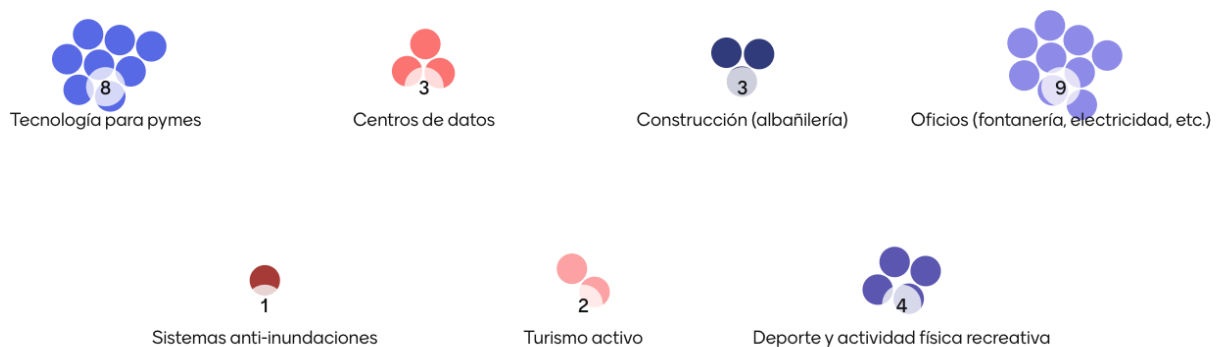 8
3
3
9
Tecnología para pymes
Centros de datos
Construcción (albañilería)
Oficios (fontanería, electricidad, etc.)
1
2
4
Sistemas anti-inundaciones
Turismo activo
Deporte y actividad física recreativa